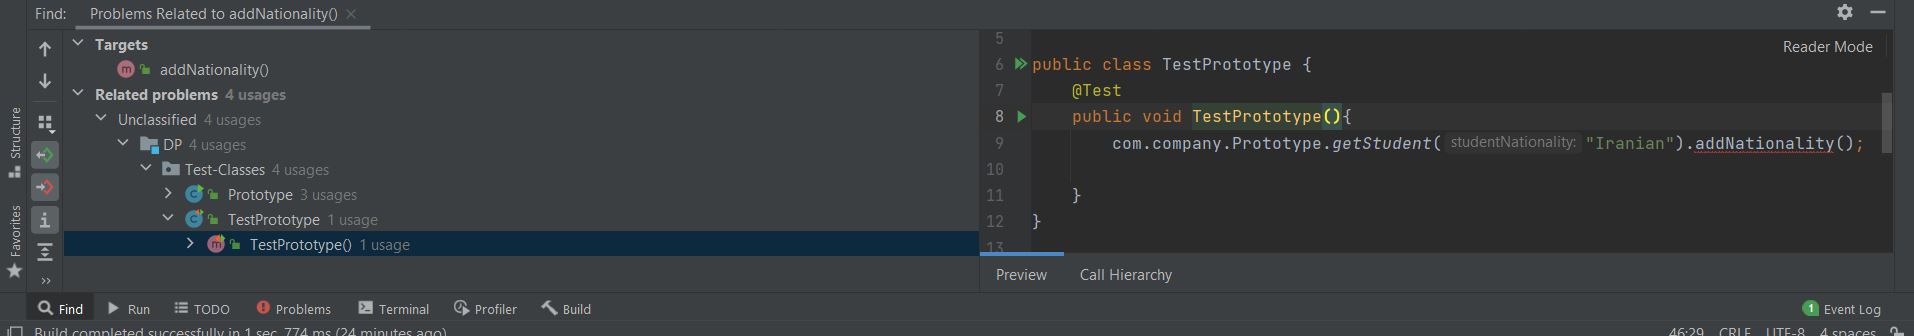 Find: Problems Related to addNationality() ×
Structure
Favorites
Targets
addNationality()
Related problems 4 usages
Unclassified 4 usages
DP 4 usages
Test-Classes 4 usages
Prototype 3 usages
TestPrototype 1 usage
TestPrototype() 1 usage
Reader Mode
5
6 public class TestPrototype {
7 @Test
8 public void TestPrototype(){
9 com.company.Prototype.getStudent( studentNationality: "Iranian").addNationality();
10
11 }
12 }
13
Preview Call Hierarchy
Find Run TODO Problems Terminal Profiler Build 1 Event Log
Build completed successfully in 1 sec, 774 ms (24 minutes ago) 46:29 CRLF UTF-8 4 spaces